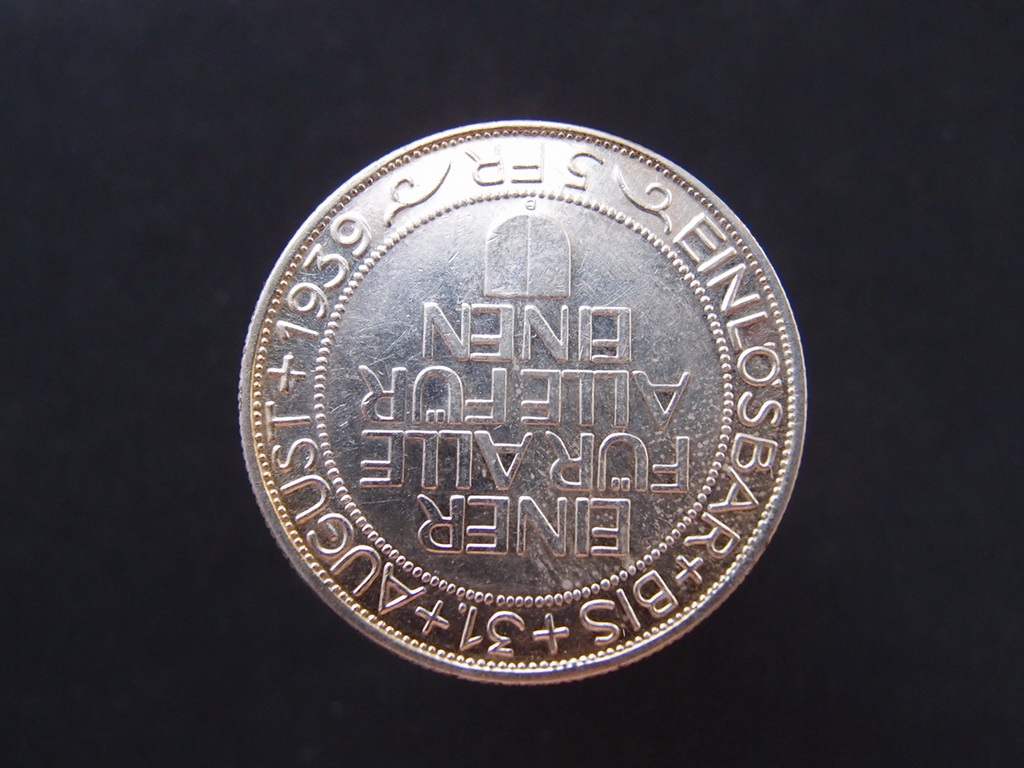 EINLÖSBAR+BIS+31.+AUGUST+1939
EINER
FÜR ALLE
ALLE FÜR
EINEN
5 FR